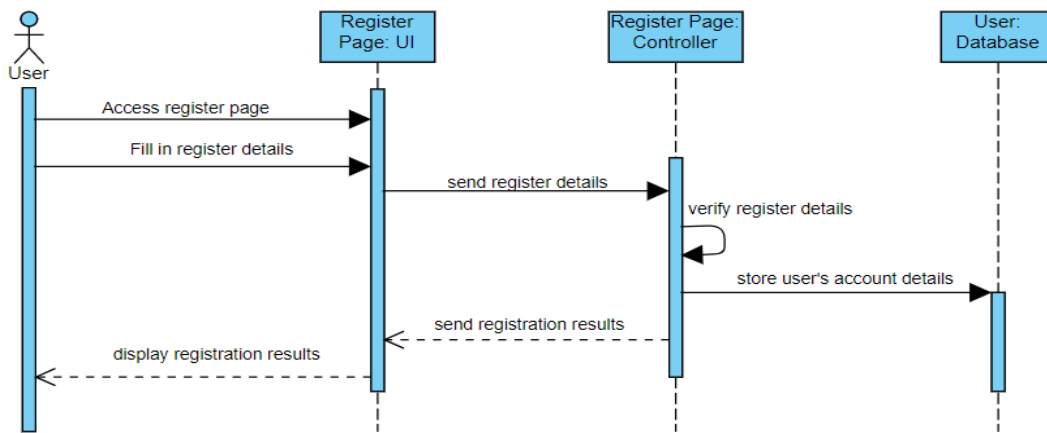 Register
Page: UI
Register Page:
Controller
User:
Database
User
Access register page
Fill in register details
send register details
verify register details
store user's account details
send registration results
display registration results